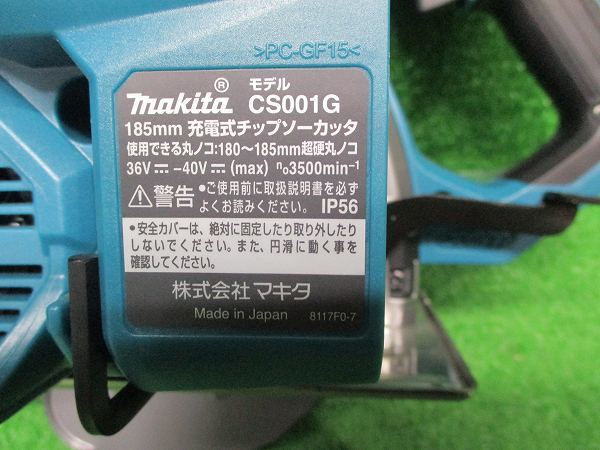 >PC-GF15<
makita® モデル CS001G
185mm 充電式チップソーカッタ
使用できる丸ノコ:180〜185mm超硬丸ノコ
36V⎓ -40V⎓(max) n₀3500min⁻¹
⚠警告 •ご使用前に取扱説明書を必ず
よくお読みください。 IP56
•安全カバーは、絶対に固定したり取り外したり
しないでください。また、円滑に動く事を
確認してください。
株式会社 マキタ
Made in Japan 8117F0-7